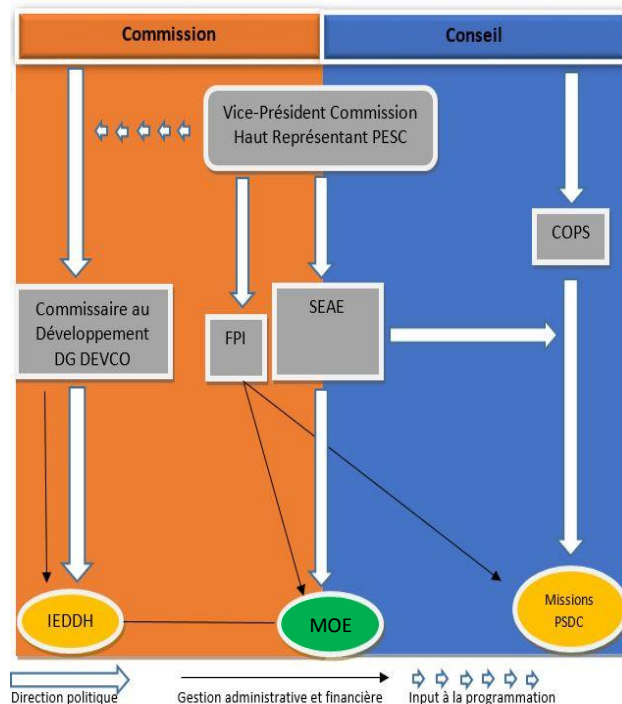 Commission
Conseil
Vice-Président Commission
Haut Représentant PESC
COPS
Commissaire au
Développement
DG DEVCO
FPI
SEAE
IEDDH
MOE
Missions
PSDC
Direction politique
Gestion administrative et financière
Input à la programmation